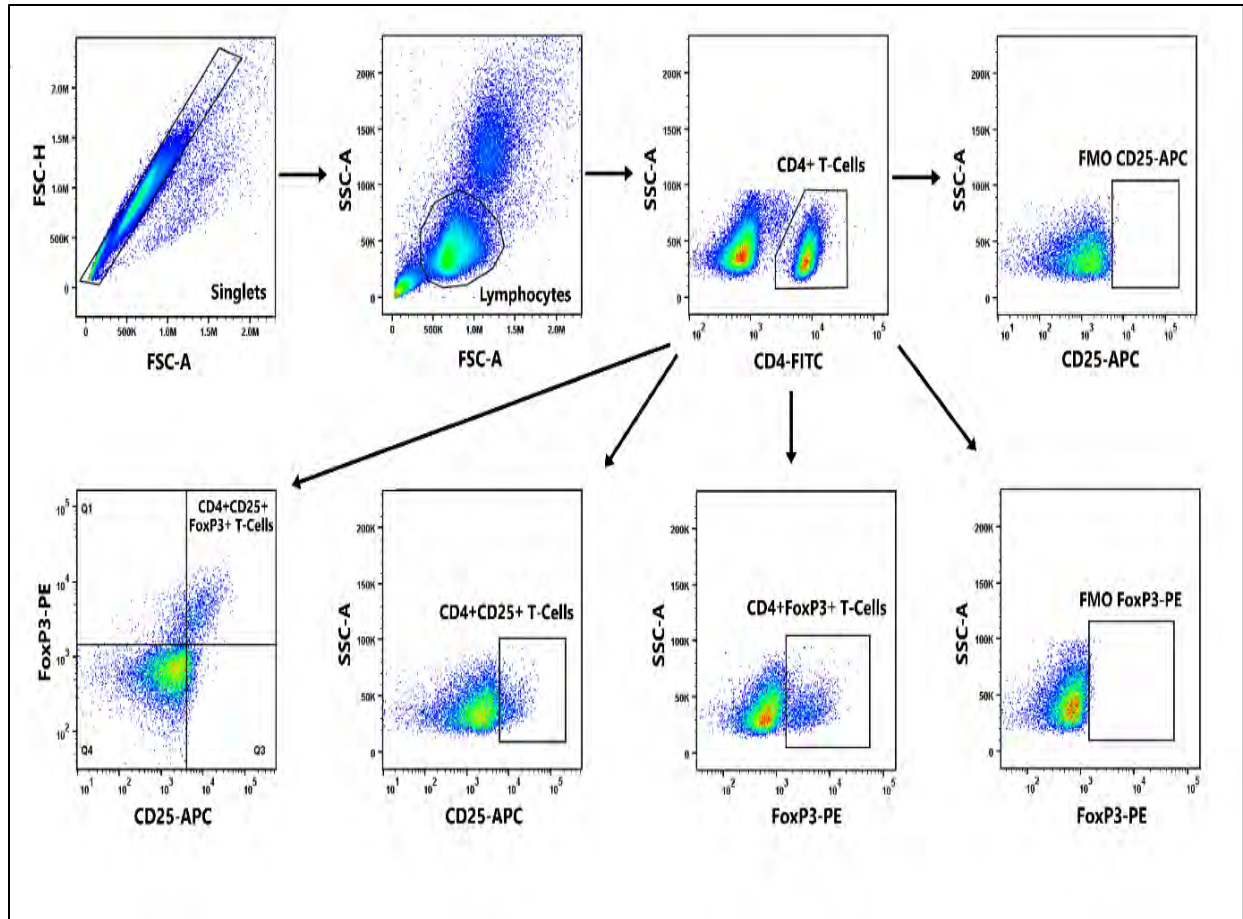 FSC-H
2.0M
1.5M
1.0M
500K
0
Singlets
0 500K 1.0M 1.5M 2.0M
FSC-A
SSC-A
200K
150K
100K
50K
0
Lymphocytes
0 500K 1.0M 1.5M 2.0M
FSC-A
SSC-A
200K
150K
100K
50K
0
CD4+ T-Cells
10² 10³ 10⁴ 10⁵
CD4-FITC
SSC-A
200K
150K
100K
50K
0
FMO CD25-APC
10¹ 10² 10³ 10⁴ 10⁵
CD25-APC
FoxP3-PE
10⁵
10⁴
10³
10²
Q1
CD4+CD25+
FoxP3+ T-Cells
Q4
Q3
10¹ 10² 10³ 10⁴ 10⁵
CD25-APC
SSC-A
200K
150K
100K
50K
0
CD4+CD25+ T-Cells
10¹ 10² 10³ 10⁴ 10⁵
CD25-APC
SSC-A
200K
150K
100K
50K
0
CD4+FoxP3+ T-Cells
10² 10³ 10⁴ 10⁵
FoxP3-PE
SSC-A
200K
150K
100K
50K
0
FMO FoxP3-PE
10² 10³ 10⁴ 10⁵
FoxP3-PE